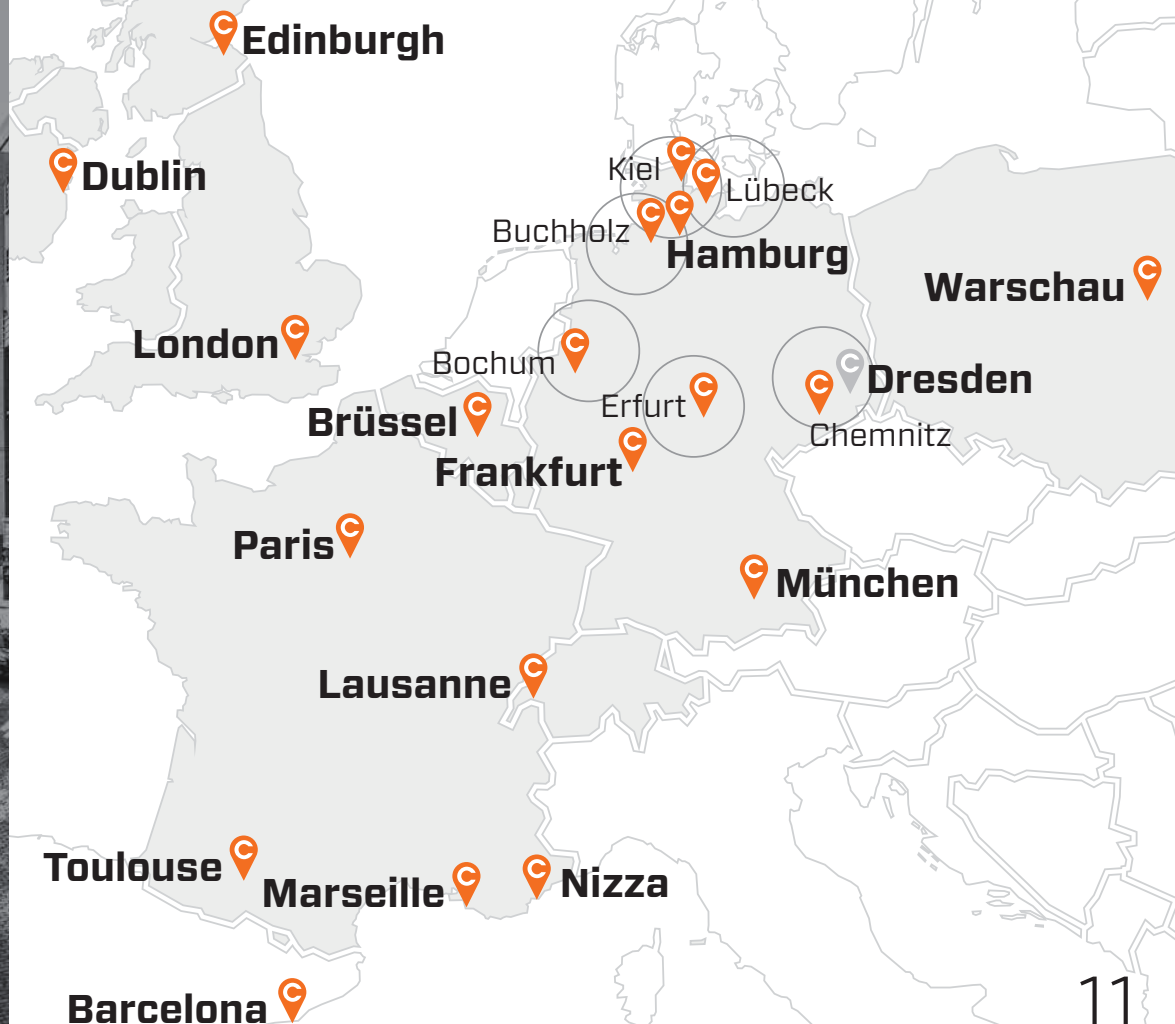 Edinburgh
Dublin
Kiel
Lübeck
Buchholz
Hamburg
Warschau
London
Bochum
Dresden
Erfurt
Brüssel
Chemnitz
Frankfurt
Paris
München
Lausanne
Toulouse
Marseille
Nizza
Barcelona
11